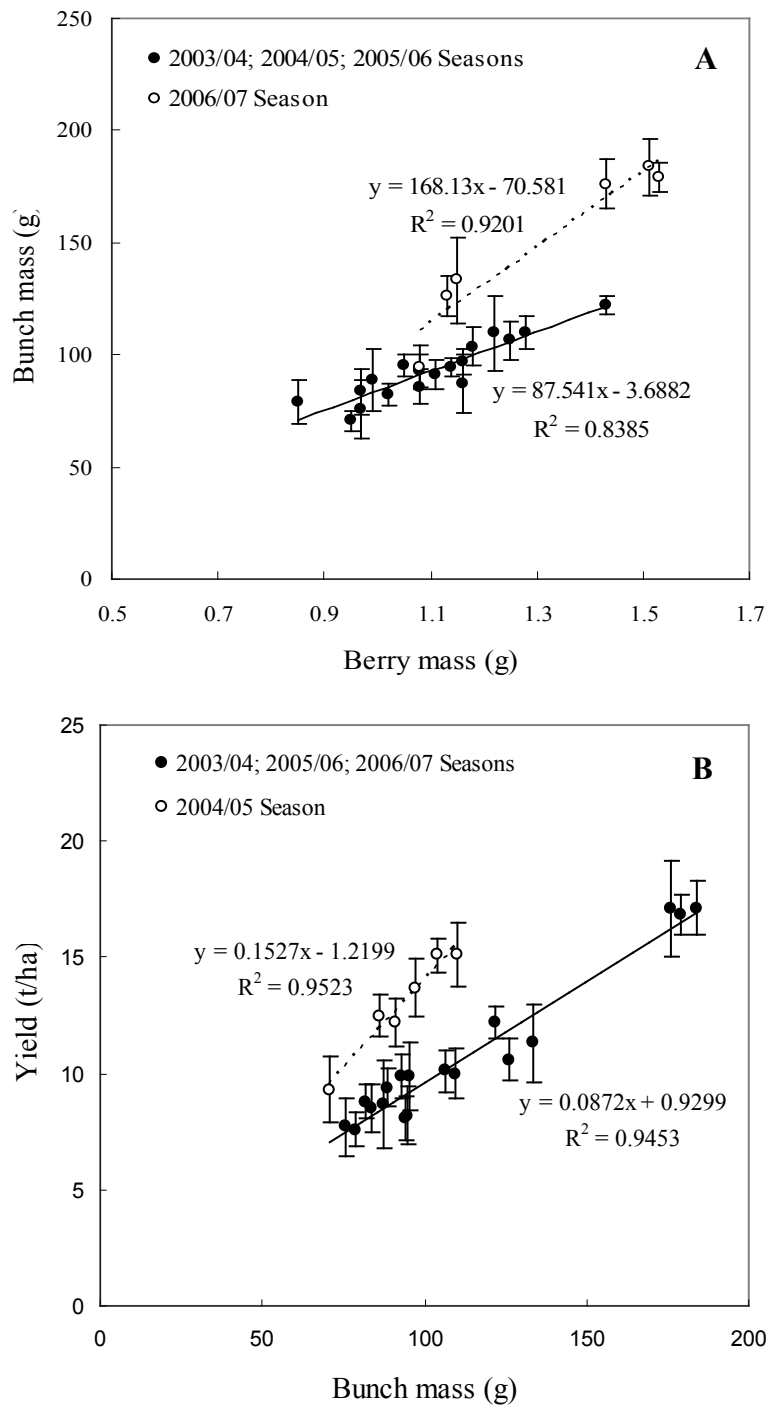 250
200
150
100
50
0
Bunch mass (g)
2003/04; 2004/05; 2005/06 Seasons
2006/07 Season
A
y = 168.13x - 70.581
R² = 0.9201
y = 87.541x - 3.6882
R² = 0.8385
0.5 0.7 0.9 1.1 1.3 1.5 1.7
Berry mass (g)
25
20
15
10
5
0
Yield (t/ha)
2003/04; 2005/06; 2006/07 Seasons
2004/05 Season
B
y = 0.1527x - 1.2199
R² = 0.9523
y = 0.0872x + 0.9299
R² = 0.9453
0 50 100 150 200
Bunch mass (g)